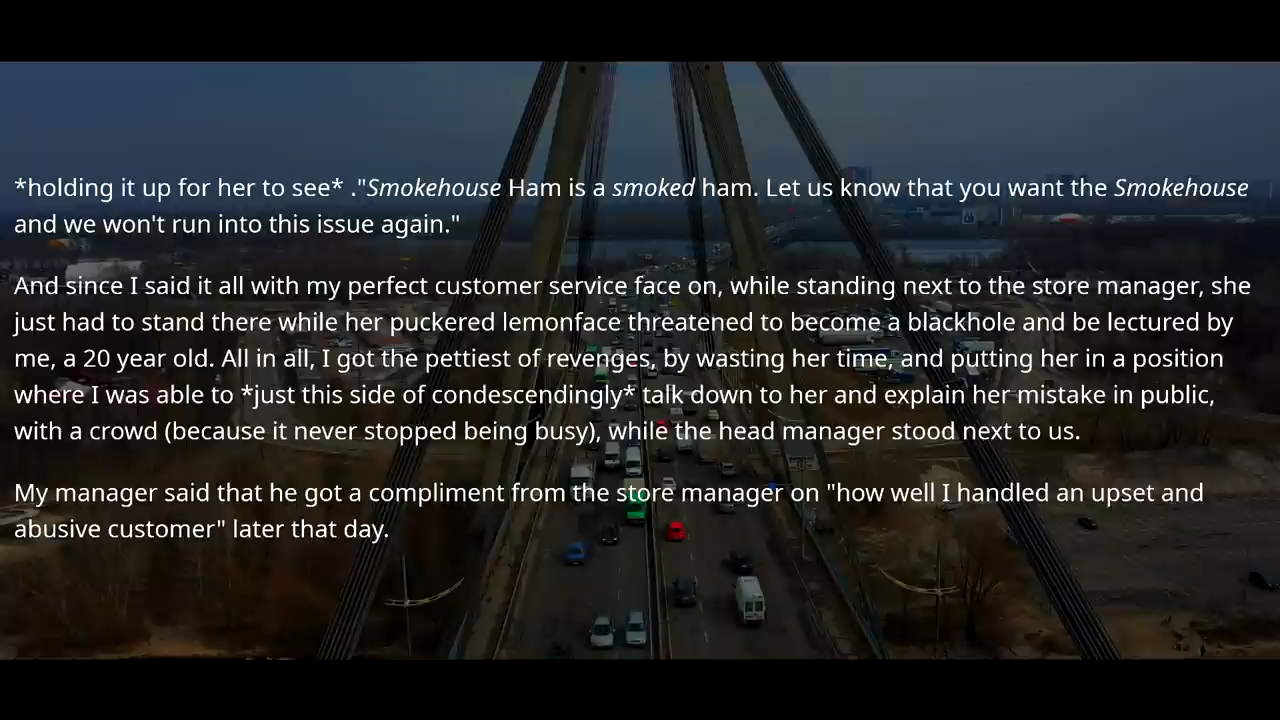 *holding it up for her to see* ."Smokehouse Ham is a smoked ham. Let us know that you want the Smokehouse
and we won't run into this issue again."
And since I said it all with my perfect customer service face on, while standing next to the store manager, she
just had to stand there while her puckered lemonface threatened to become a blackhole and be lectured by
me, a 20 year old. All in all, I got the pettiest of revenges, by wasting her time, and putting her in a position
where I was able to *just this side of condescendingly* talk down to her and explain her mistake in public,
with a crowd (because it never stopped being busy), while the head manager stood next to us.
My manager said that he got a compliment from the store manager on "how well I handled an upset and
abusive customer" later that day.